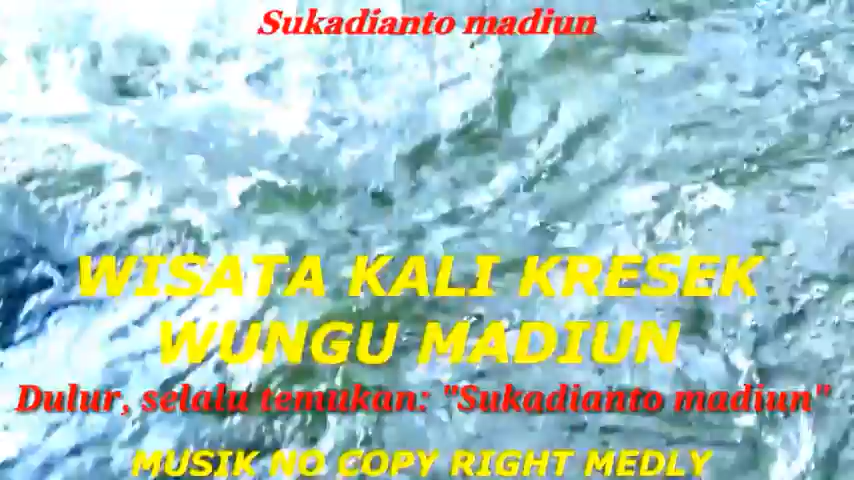 Sukadianto madiun
WISATA KALI KRESEK
WUNGU MADIUN
Dulur, selalu temukan: "Sukadianto madiun"
MUSIK NO COPY RIGHT MEDLY